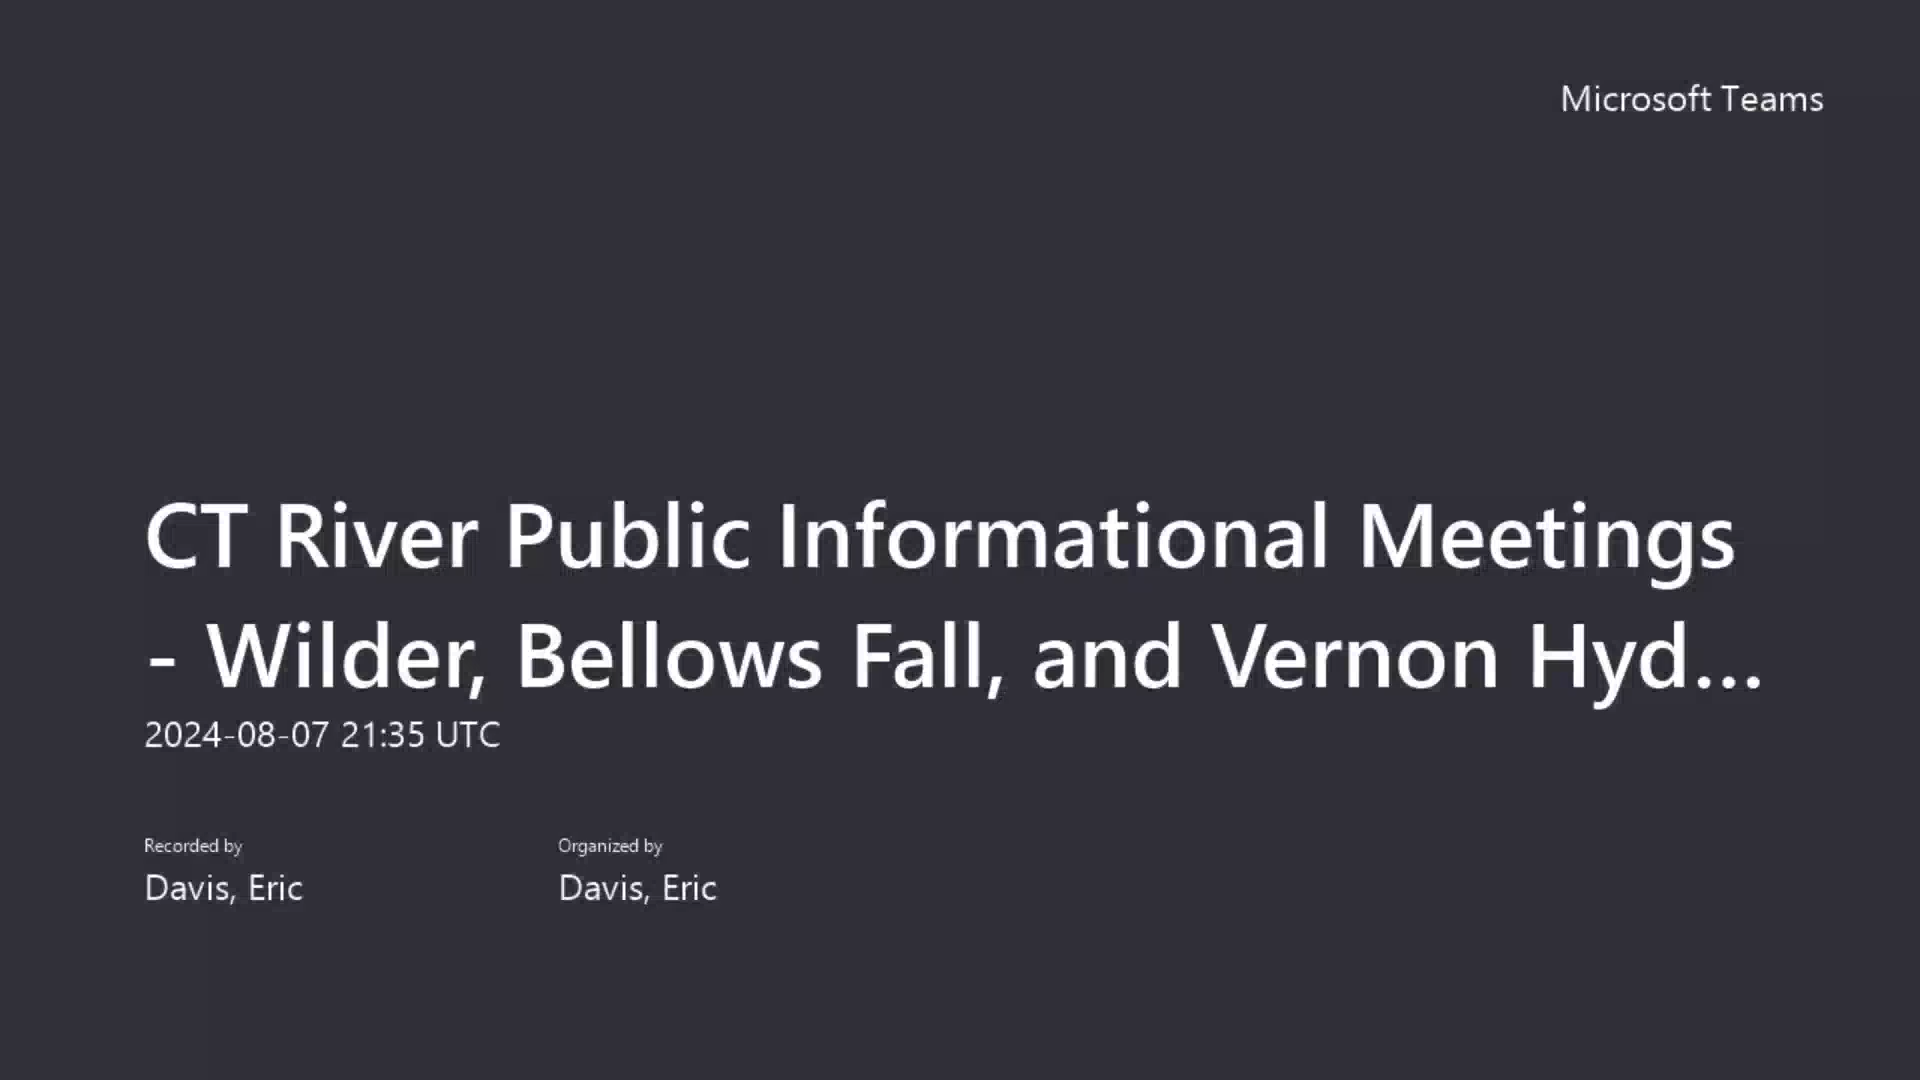 Microsoft Teams
CT River Public Informational Meetings
- Wilder, Bellows Fall, and Vernon Hyd...
2024-08-07 21:35 UTC
Recorded by
Organized by
Davis, Eric
Davis, Eric